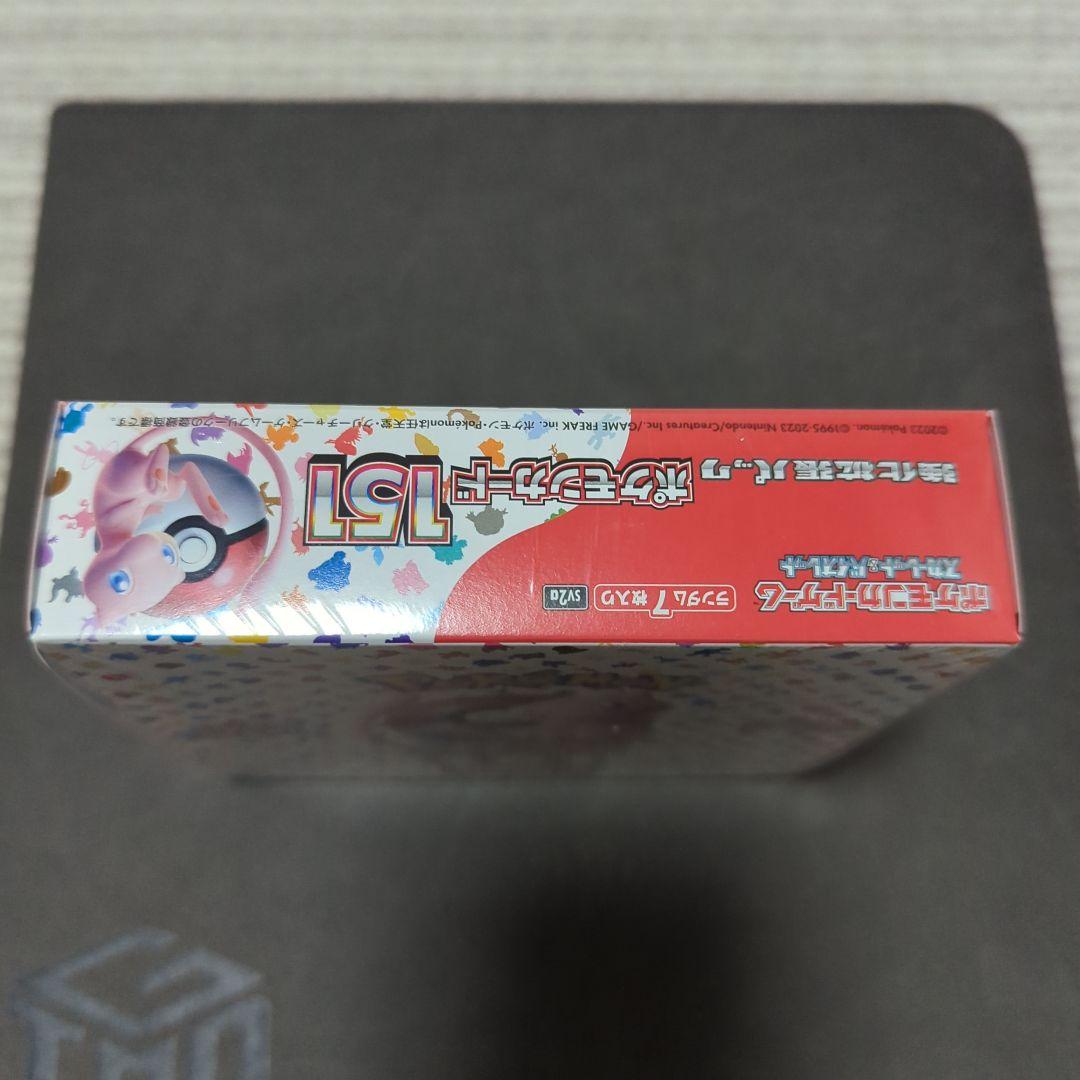 ポケモンカードゲーム
スカーレット&バイオレット
ランダム7枚入り
sv2a
強化拡張パック
ポケモンカード151
©2023 Pokémon. ©1995-2023 Nintendo/Creatures Inc./GAME FREAK inc. ポケモン・Pokémonは任天堂・クリーチャーズ・ゲームフリークの登録商標です。